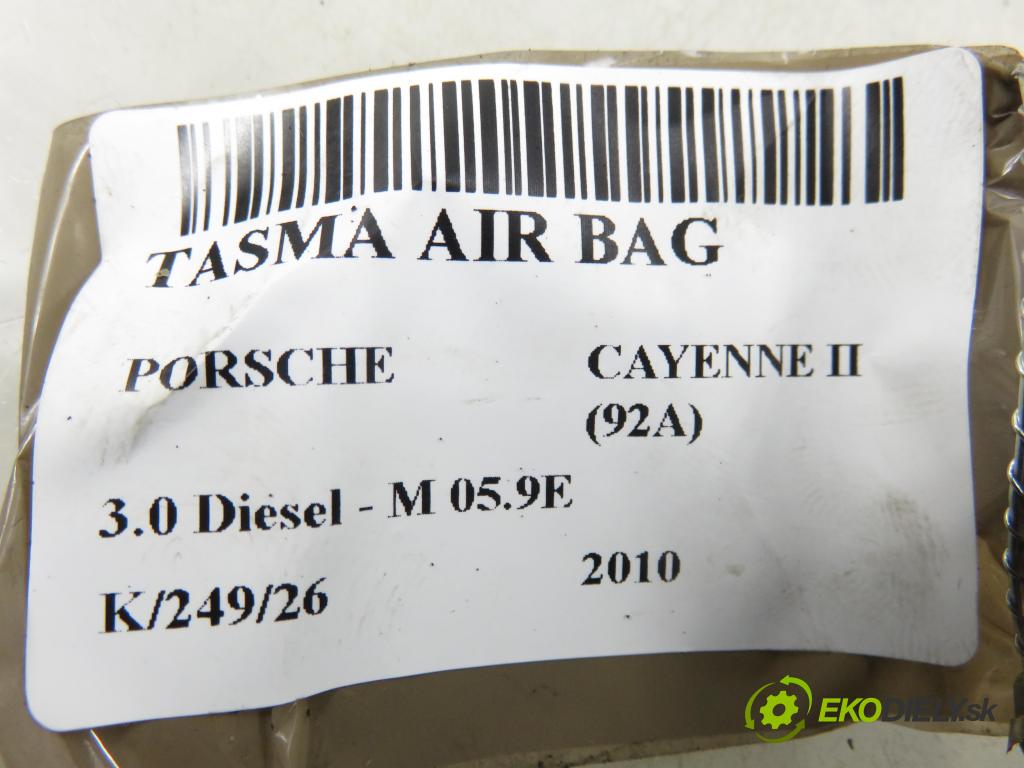 TASMA AIR BAG
PORSCHE CAYENNE II
(92A)
3.0 Diesel - M 05.9E
K/249/26 2010
EKODIELY.sk